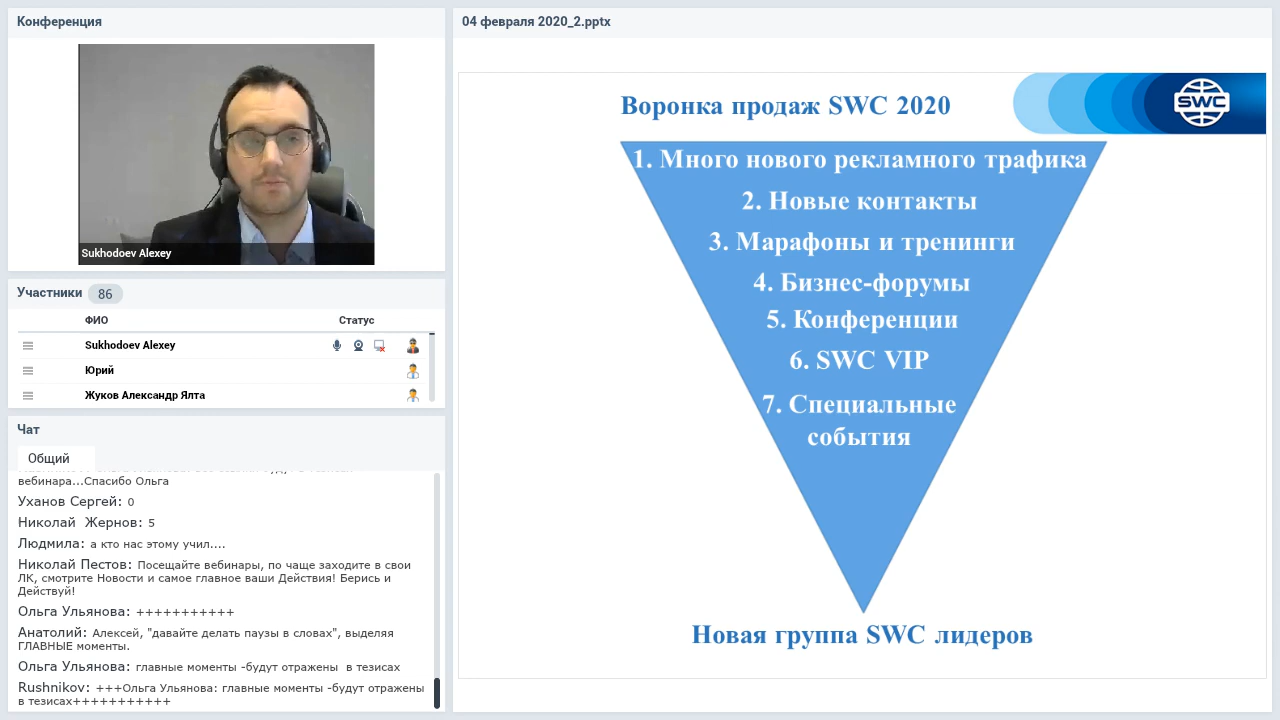 Конференция
Sukhodoev Alexey
Участники 86
ФИО Статус
Sukhodoev Alexey
Юрий
Жуков Александр Ялта
Чат
Общий
вебинара...Спасибо Ольга
Уханов Сергей: 0
Николай Жернов: 5
Людмила: а кто нас этому учил....
Николай Пестов: Посещайте вебинары, по чаще заходите в свои
ЛК, смотрите Новости и самое главное ваши Действия! Берись и
Действуй!
Ольга Ульянова: +++++++++++
Анатолий: Алексей, "давайте делать паузы в словах", выделяя
ГЛАВНЫЕ моменты.
Ольга Ульянова: главные моменты -будут отражены в тезисах
Rushnikov: +++Ольга Ульянова: главные моменты -будут отражены
в тезисах+++++++++++
04 февраля 2020_2.pptx
Воронка продаж SWC 2020
SWC
1. Много нового рекламного трафика
2. Новые контакты
3. Марафоны и тренинги
4. Бизнес-форумы
5. Конференции
6. SWC VIP
7. Специальные
события
Новая группа SWC лидеров